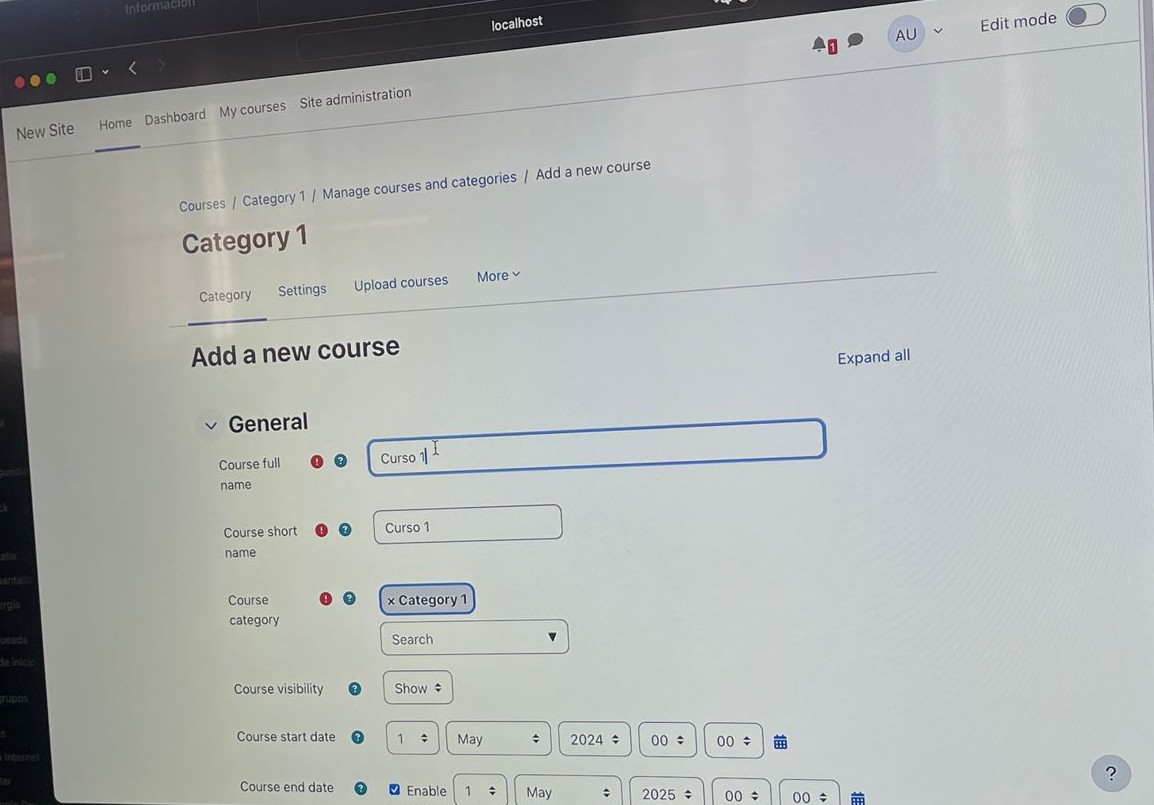 Información
localhost
1
AU
Edit mode
New Site Home Dashboard My courses Site administration
Courses / Category 1 / Manage courses and categories / Add a new course
Category 1
Category Settings Upload courses More
Add a new course
Expand all
General
Course full name ! ? Curso 1
Course short name ! ? Curso 1
Course category ! ? × Category 1
Search
Course visibility ? Show
Course start date ? 1 May 2024 00 00
Course end date ? Enable 1 May 2025 00 00
?
de inicio
Internet